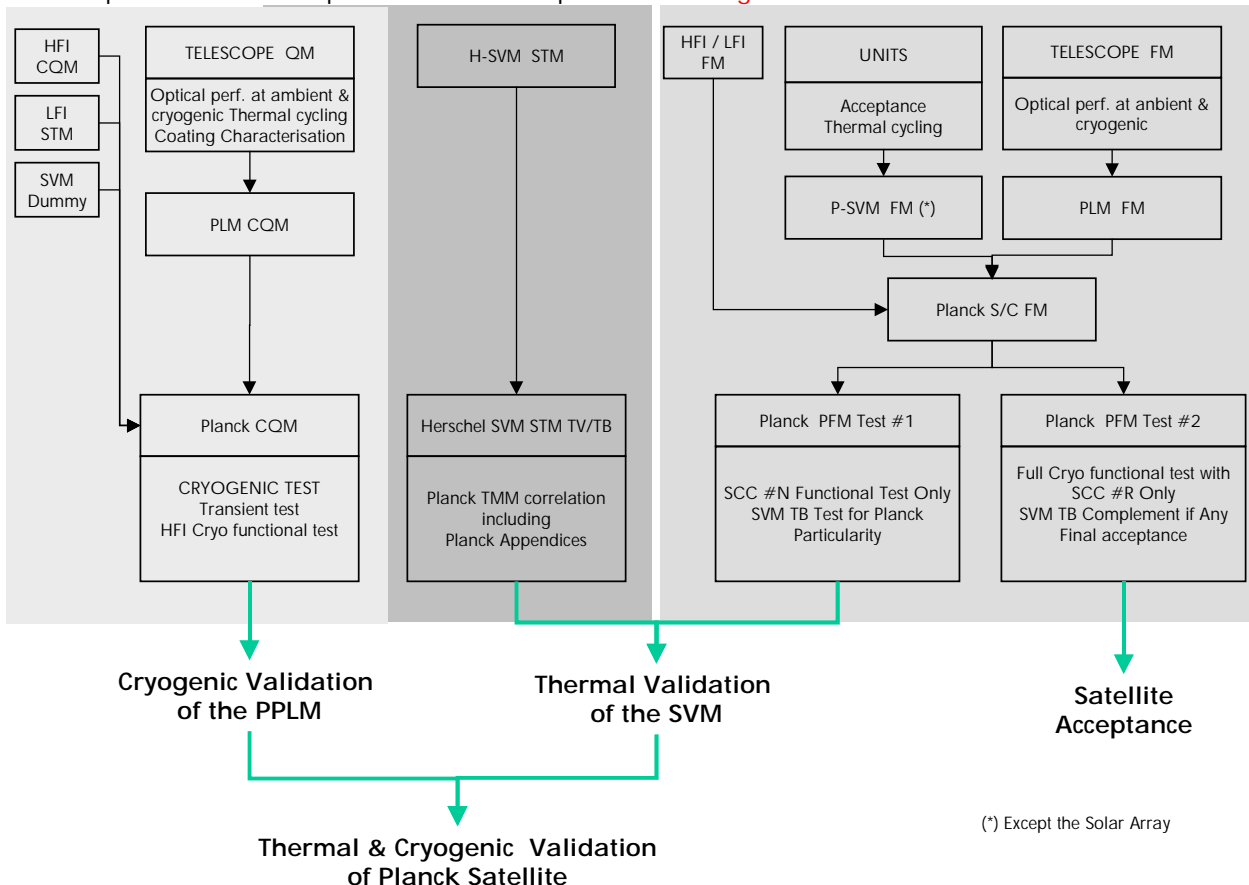 HFI
CQM
LFI
STM
SVM
Dummy
TELESCOPE QM
Optical perf. at ambient &
cryogenic Thermal cycling
Coating Characterisation
PLM CQM
Planck CQM
CRYOGENIC TEST
Transient test
HFI Cryo functional test
H-SVM STM
Herschel SVM STM TV/TB
Planck TMM correlation
including
Planck Appendices
HFI / LFI
FM
UNITS
Acceptance
Thermal cycling
P-SVM FM (*)
TELESCOPE FM
Optical perf. at anbient &
cryogenic
PLM FM
Planck S/C FM
Planck PFM Test #1
SCC #N Functional Test Only
SVM TB Test for Planck
Particularity
Planck PFM Test #2
Full Cryo functional test with
SCC #R Only
SVM TB Complement if Any
Final acceptance
Cryogenic Validation
of the PPLM
Thermal Validation
of the SVM
Satellite
Acceptance
Thermal & Cryogenic Validation
of Planck Satellite
(*) Except the Solar Array